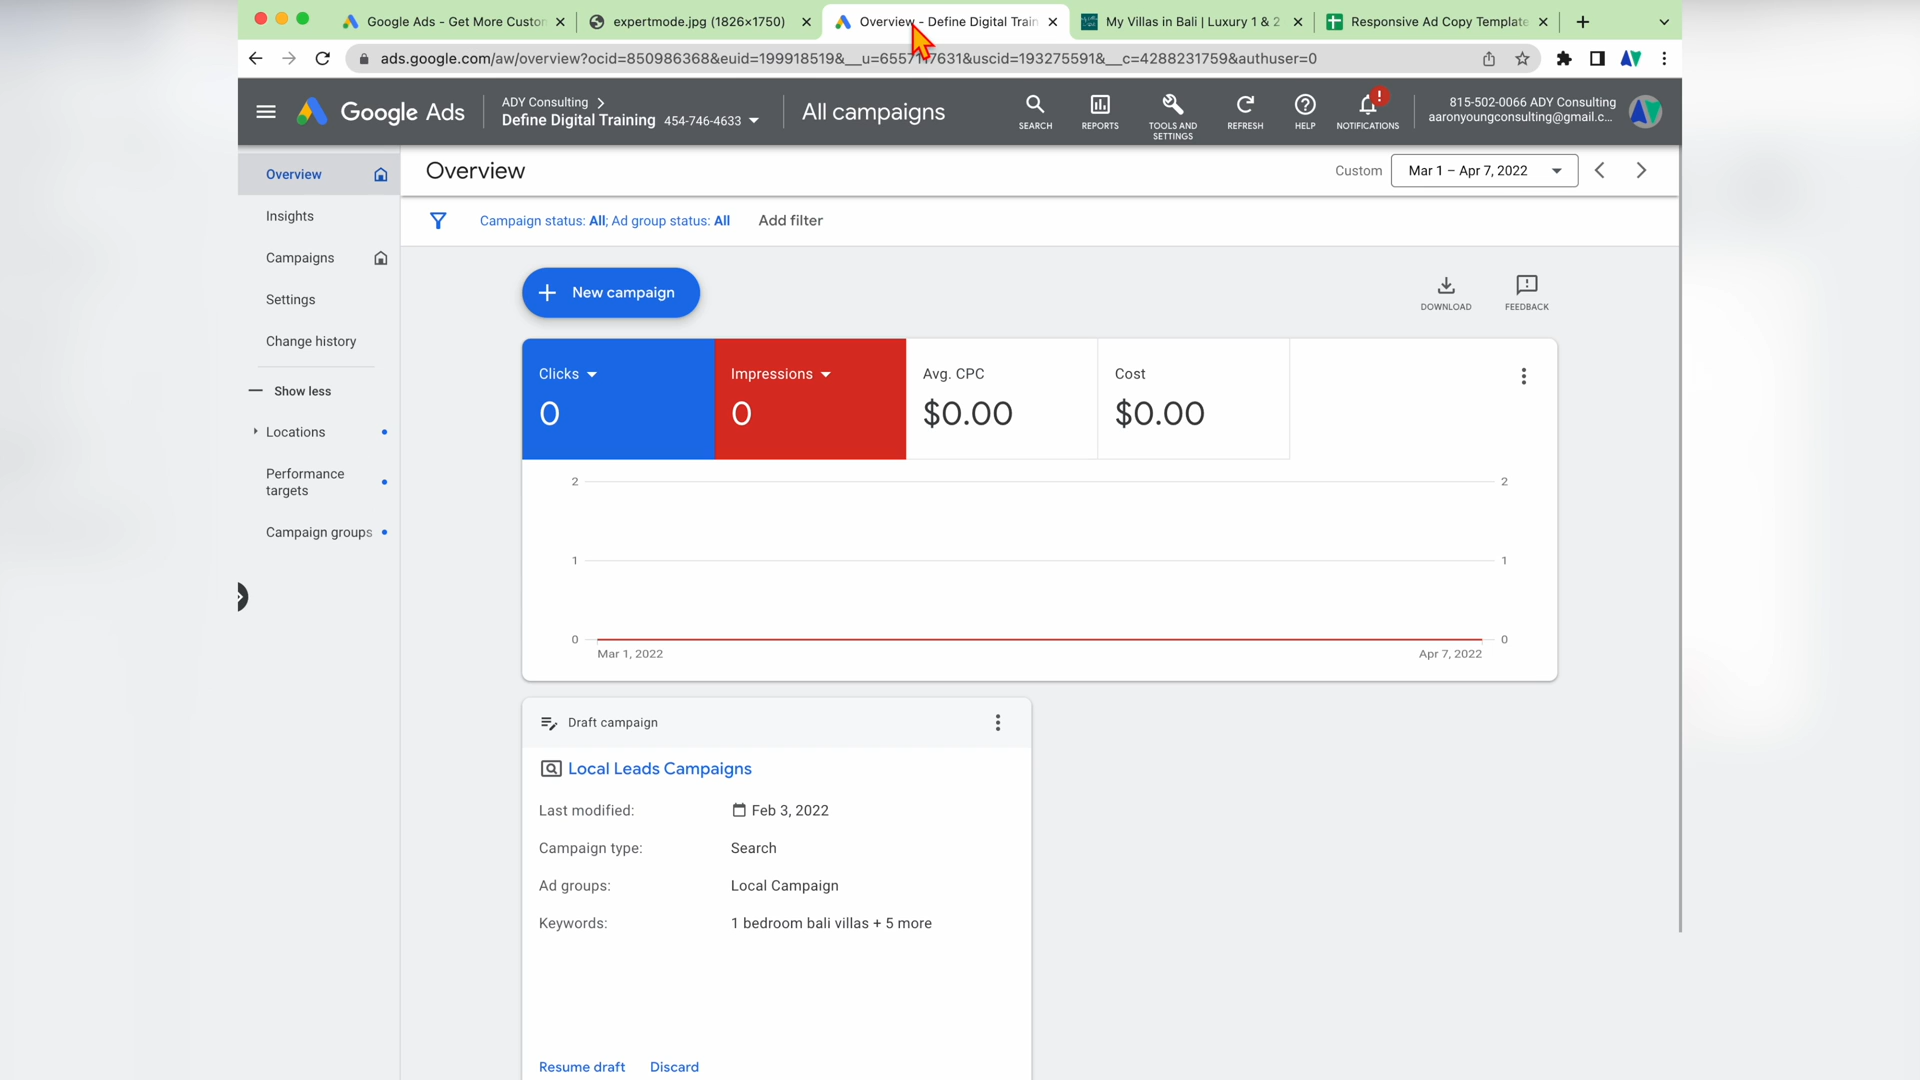 Google Ads - Get More Custom
expertmode.jpg (1826×1750)
Overview - Define Digital Train
My Villas in Bali | Luxury 1 & 2
Responsive Ad Copy Template
ads.google.com/aw/overview?ocid=850986368&euid=199918519&__u=6557117631&uscid=193275591&__c=4288231759&authuser=0
Google Ads
ADY Consulting
Define Digital Training 454-746-4633
All campaigns
SEARCH
REPORTS
TOOLS AND
SETTINGS
REFRESH
HELP
!
NOTIFICATIONS
815-502-0066 ADY Consulting
aaronyoungconsulting@gmail.c...
Overview
Insights
Campaigns
Settings
Change history
Show less
Locations
Performance
targets
Campaign groups
Overview
Custom
Mar 1 – Apr 7, 2022
Campaign status: All; Ad group status: All
Add filter
New campaign
DOWNLOAD
FEEDBACK
Clicks
0
Impressions
0
Avg. CPC
$0.00
Cost
$0.00
2
2
1
1
0
0
Mar 1, 2022
Apr 7, 2022
Draft campaign
Local Leads Campaigns
Last modified: Feb 3, 2022
Campaign type: Search
Ad groups: Local Campaign
Keywords: 1 bedroom bali villas + 5 more
Resume draft Discard